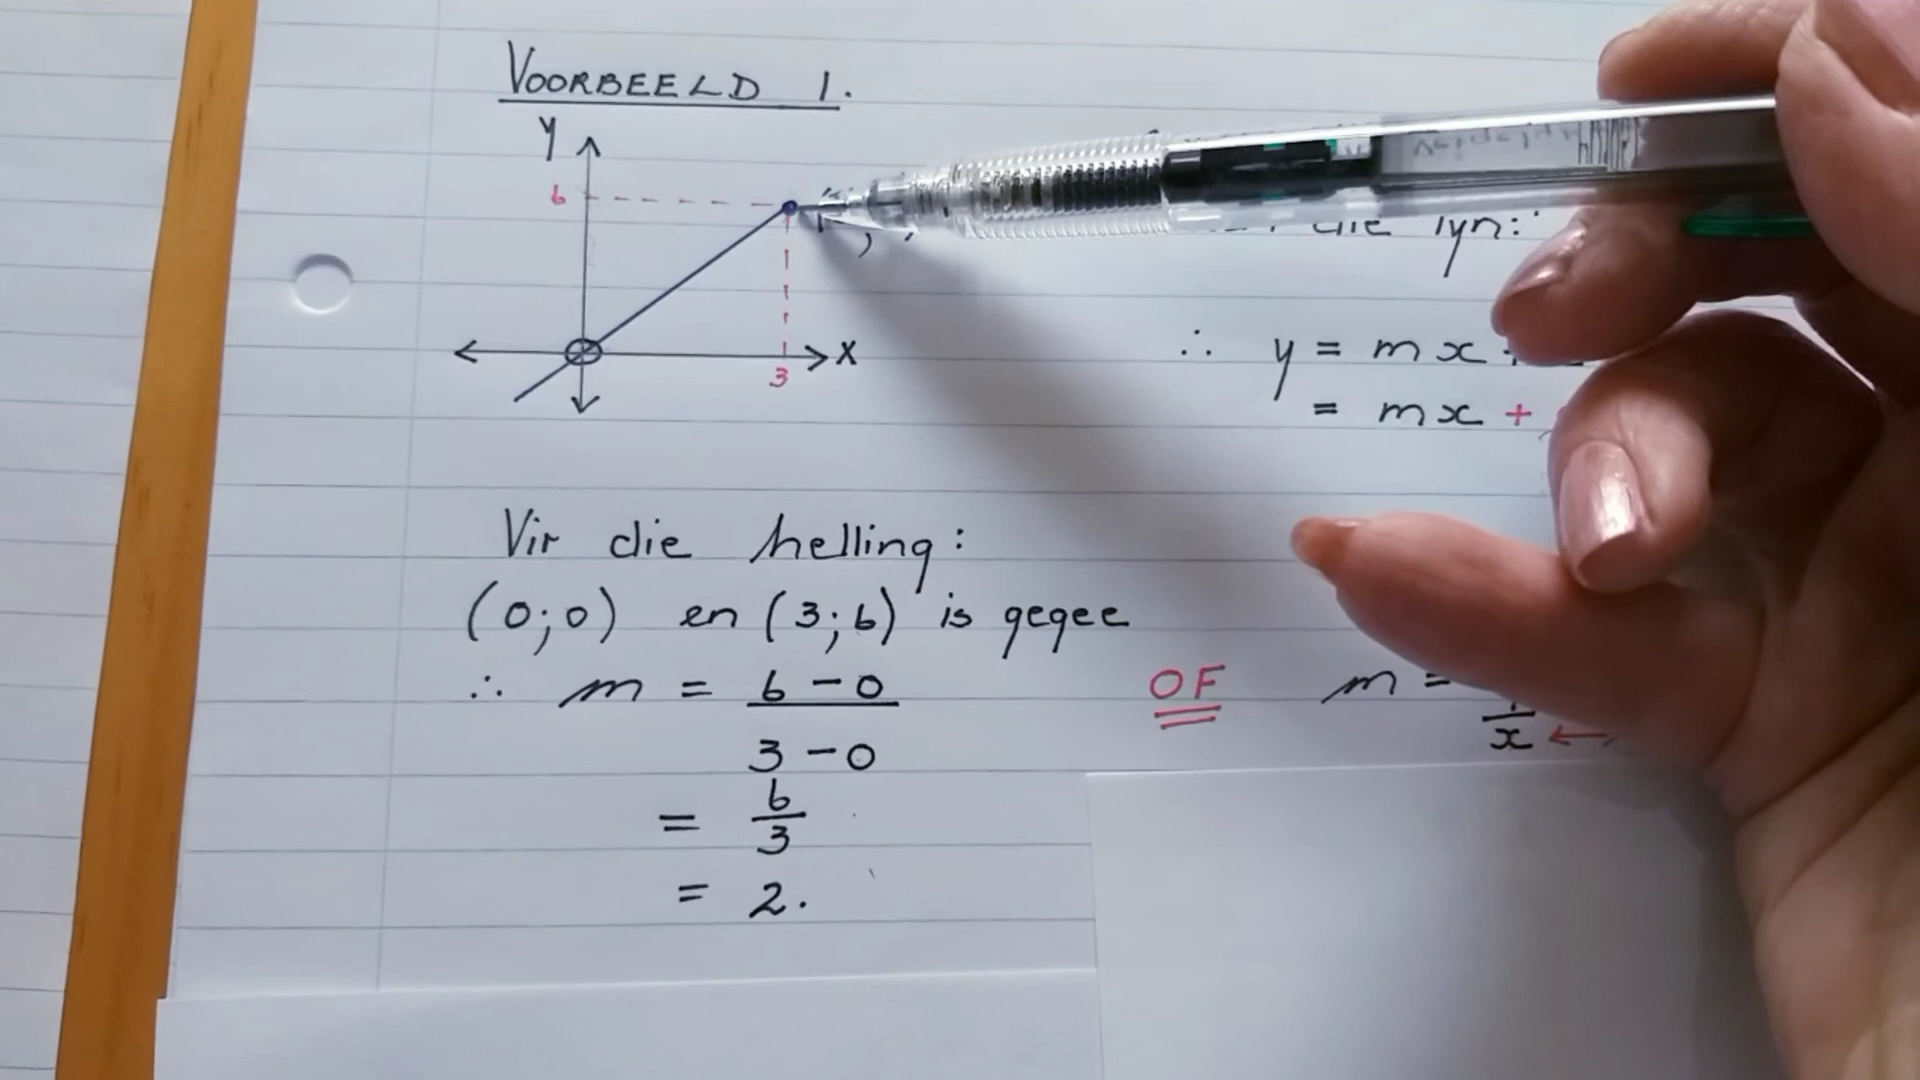 VOORBEELD 1.
Y
6
3
X
die lyn:
∴ y = mx
= mx +
Vir die helling:
(0;0) en (3;6) is gegee
∴ m = 6 - 0
3 - 0
= 6/3
= 2.
OF
m =
x ←